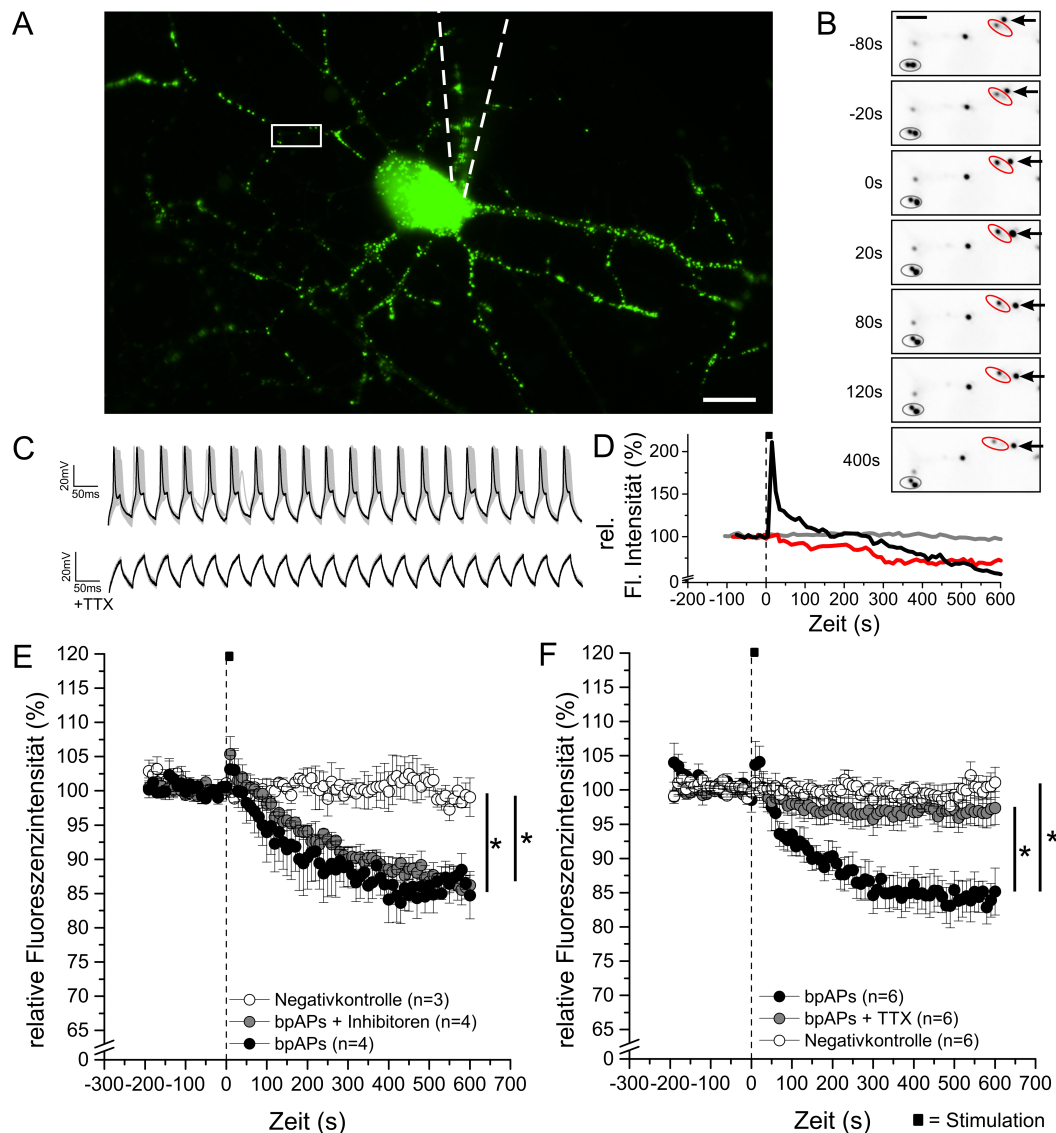 A
B
-80s
-20s
0s
20s
80s
120s
400s
C
20mV
50ms
20mV
50ms
+TTX
D
rel.
Fl. Intensität (%)
200
150
100
50
0
-200 -100 0 100 200 300 400 500 600
Zeit (s)
E
relative Fluoreszenzintensität (%)
120
115
110
105
100
95
90
85
80
75
70
65
0
*
*
Negativkontrolle (n=3)
bpAPs + Inhibitoren (n=4)
bpAPs (n=4)
-300 -200 -100 0 100 200 300 400 500 600 700
Zeit (s)
F
relative Fluoreszenzintensität (%)
120
115
110
105
100
95
90
85
80
75
70
65
0
*
*
bpAPs (n=6)
bpAPs + TTX (n=6)
Negativkontrolle (n=6)
-300 -200 -100 0 100 200 300 400 500 600 700
Zeit (s)
= Stimulation